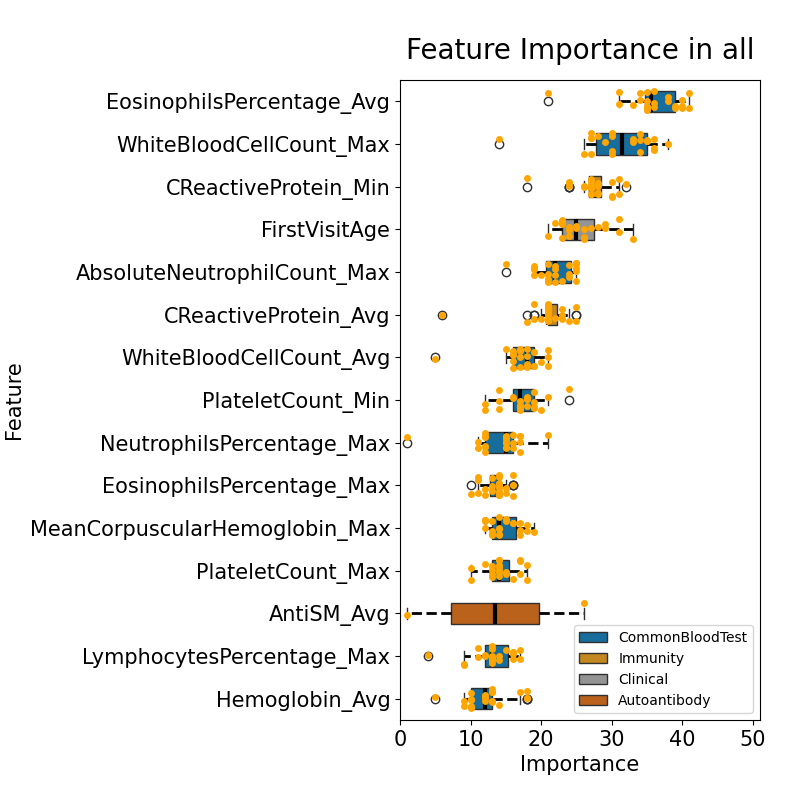 Feature Importance in all
EosinophilsPercentage_Avg
WhiteBloodCellCount_Max
CReactiveProtein_Min
FirstVisitAge
AbsoluteNeutrophilCount_Max
CReactiveProtein_Avg
WhiteBloodCellCount_Avg
PlateletCount_Min
NeutrophilsPercentage_Max
EosinophilsPercentage_Max
MeanCorpuscularHemoglobin_Max
PlateletCount_Max
AntiSM_Avg
LymphocytesPercentage_Max
Hemoglobin_Avg
Feature
CommonBloodTest
Immunity
Clinical
Autoantibody
0 10 20 30 40 50
Importance